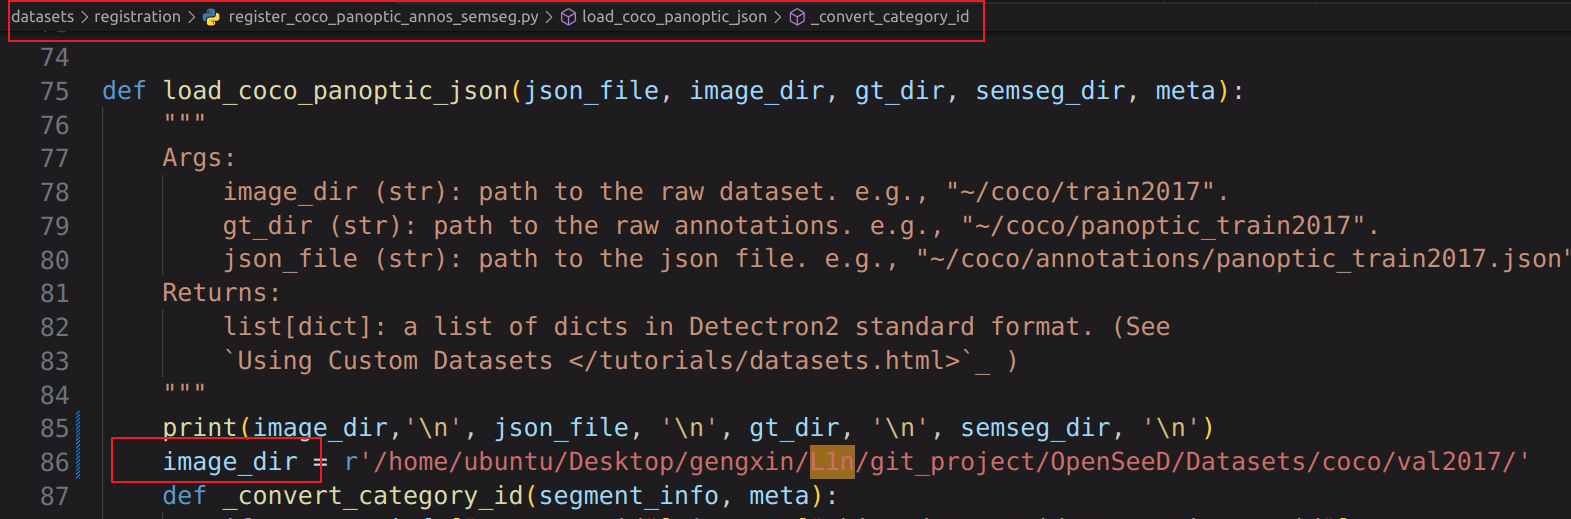 datasets > registration > register_coco_panoptic_annos_semseg.py > load_coco_panoptic_json > _convert_category_id
74
75 def load_coco_panoptic_json(json_file, image_dir, gt_dir, semseg_dir, meta):
76 """
77 Args:
78 image_dir (str): path to the raw dataset. e.g., "~/coco/train2017".
79 gt_dir (str): path to the raw annotations. e.g., "~/coco/panoptic_train2017".
80 json_file (str): path to the json file. e.g., "~/coco/annotations/panoptic_train2017.json"
81 Returns:
82 list[dict]: a list of dicts in Detectron2 standard format. (See
83 `Using Custom Datasets </tutorials/datasets.html>`_ )
84 """
85 print(image_dir,'\n', json_file, '\n', gt_dir, '\n', semseg_dir, '\n')
86 image_dir = r'/home/ubuntu/Desktop/gengxin/L1n/git_project/OpenSeeD/Datasets/coco/val2017/'
87 def _convert_category_id(segment_info, meta):